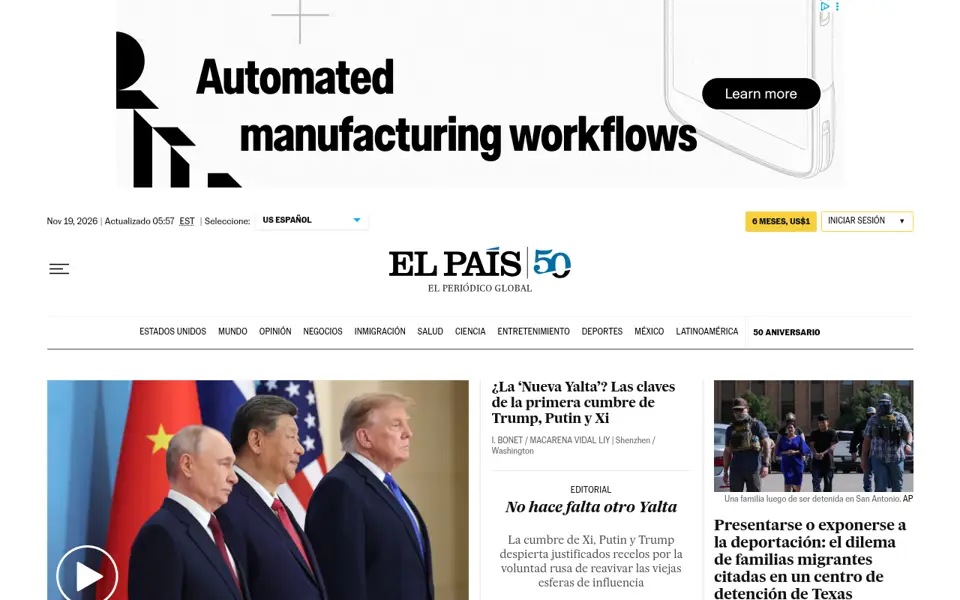 Automated
manufacturing workflows
Learn more
Nov 19, 2026 | Actualizado 05:57 EST | Seleccione:
US ESPAÑOL
6 MESES, US$1
INICIAR SESIÓN
EL PAÍS 50
EL PERIÓDICO GLOBAL
ESTADOS UNIDOS MUNDO OPINIÓN NEGOCIOS INMIGRACIÓN SALUD CIENCIA ENTRETENIMIENTO DEPORTES MÉXICO LATINOAMÉRICA 50 ANIVERSARIO
¿La ‘Nueva Yalta’? Las claves
de la primera cumbre de
Trump, Putin y Xi
I. BONET / MACARENA VIDAL LIY | Shenzhen /
Washington
EDITORIAL
No hace falta otro Yalta
La cumbre de Xi, Putin y Trump
despierta justificados recelos por la
voluntad rusa de reavivar las viejas
esferas de influencia
Una familia luego de ser detenida en San Antonio. AP
Presentarse o exponerse a
la deportación: el dilema
de familias migrantes
citadas en un centro de
detención de Texas